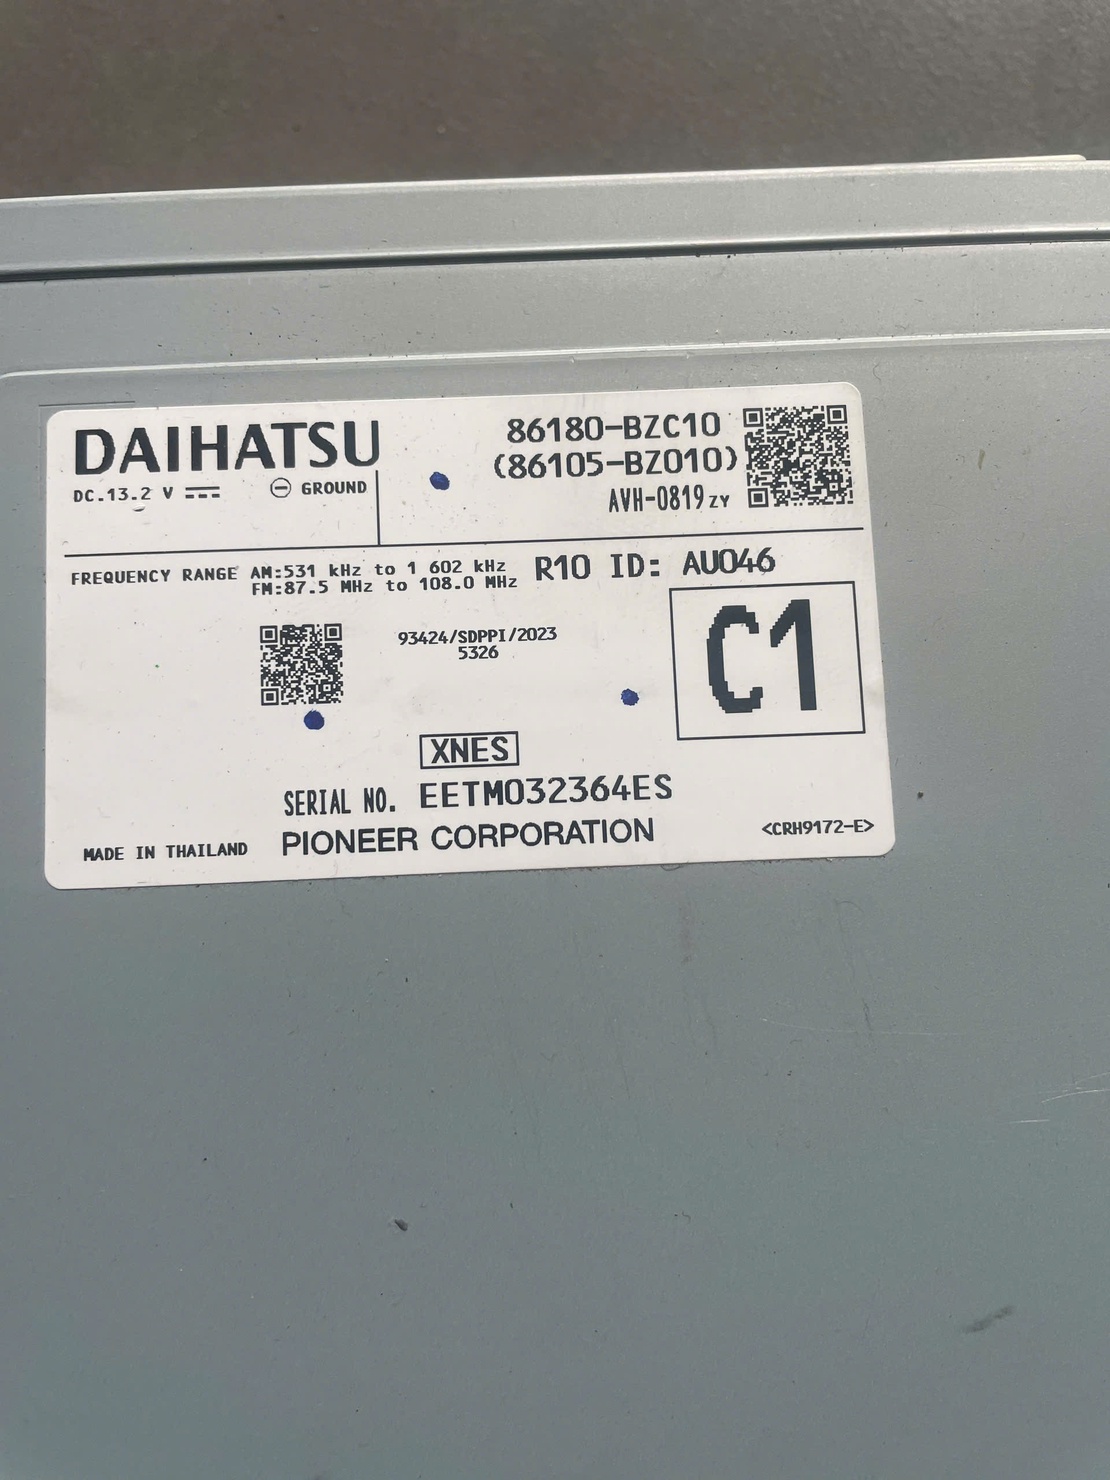 DAIHATSU
DC.13.2 V
GROUND
86180-BZC10
(86105-BZ010)
AVH-0819ZY
FREQUENCY RANGE AM:531 kHz to 1 602 kHz
FM:87.5 MHz to 108.0 MHz
R10 ID: AU046
C1
93424/SDPPI/2023
5326
XNES
SERIAL NO. EETM032364ES
MADE IN THAILAND
PIONEER CORPORATION
<CRH9172-E>